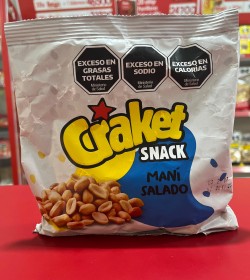 EXCESO EN
GRASAS
TOTALES
Ministerio
de Salud
EXCESO EN
SODIO
Ministerio
de Salud
EXCESO EN
CALORÍAS
Ministerio
de Salud
Craket
SNACK
MANÍ
SALADO